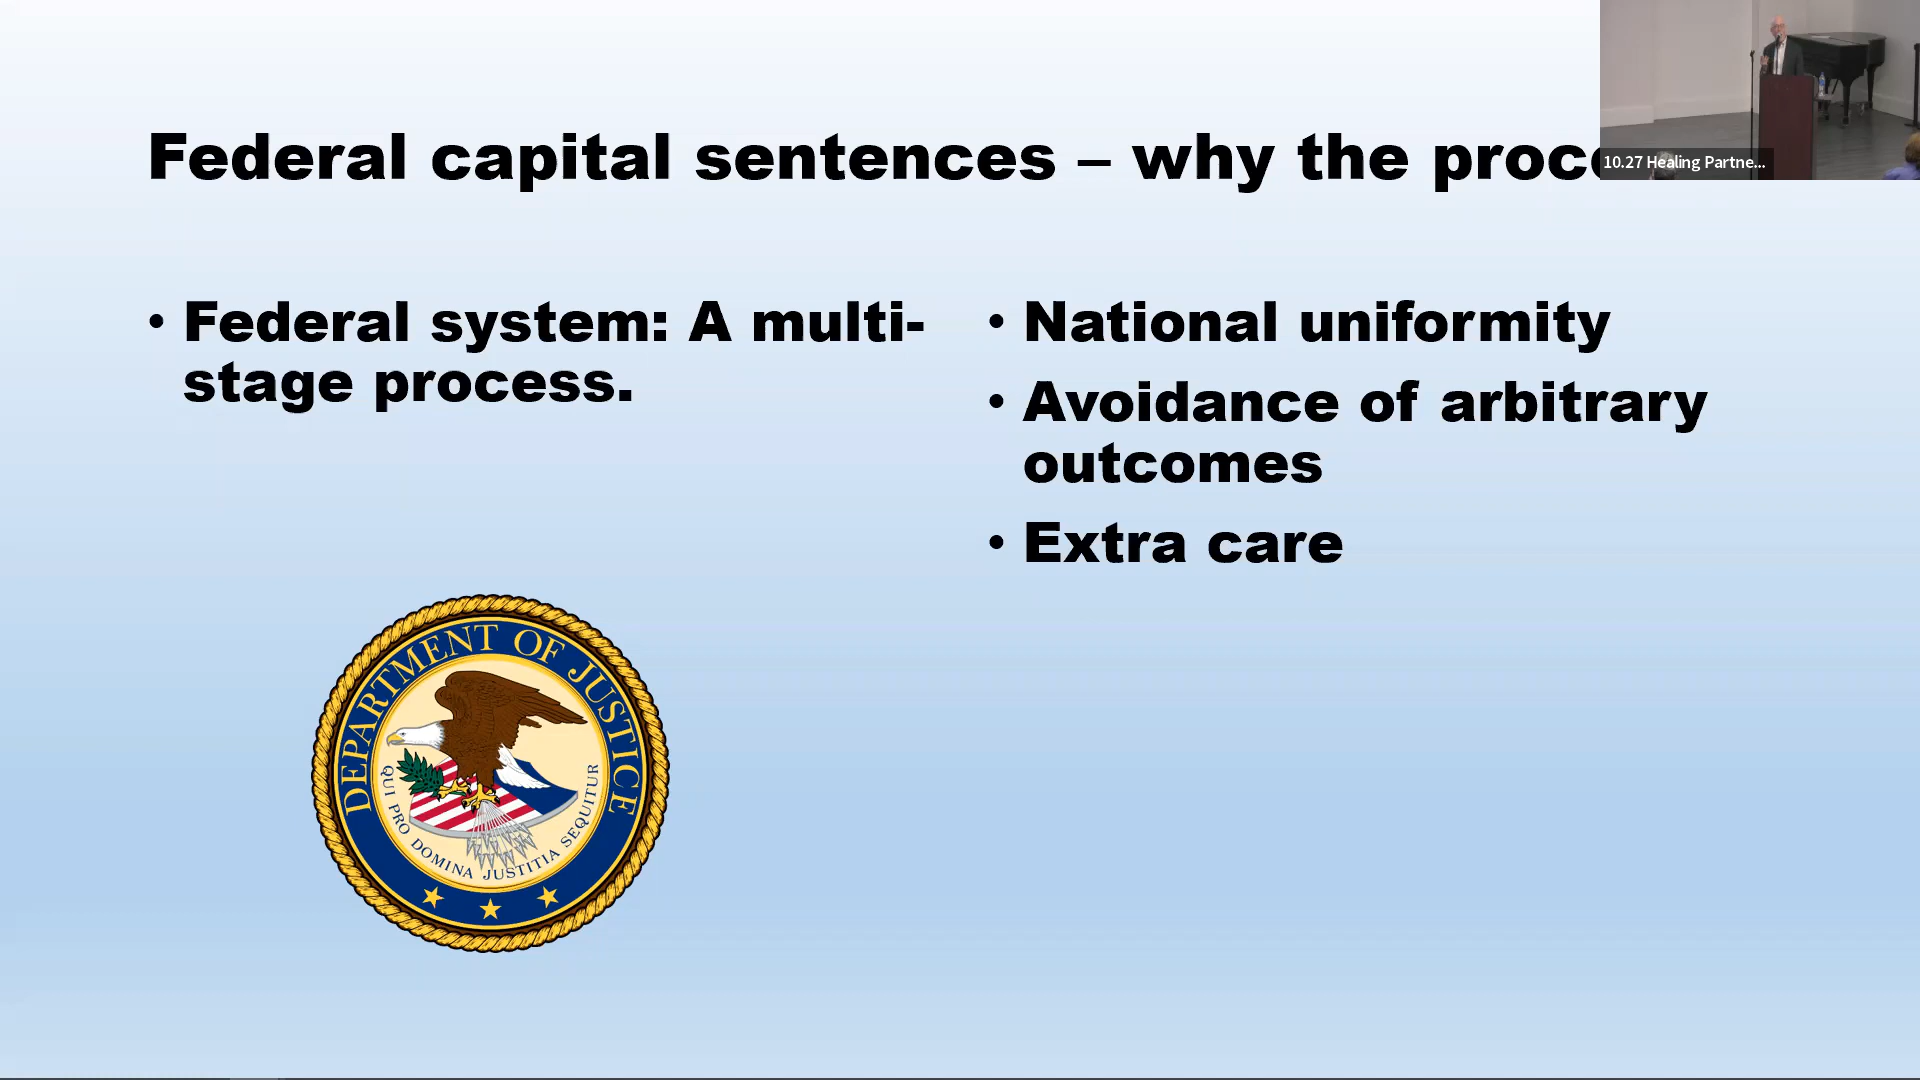 Federal capital sentences – why the proc
10.27 Healing Partne...
• Federal system: A multi-
stage process.
• National uniformity
• Avoidance of arbitrary
outcomes
• Extra care
DEPARTMENT OF JUSTICE
QUI PRO DOMINA JUSTITIA SEQUITUR